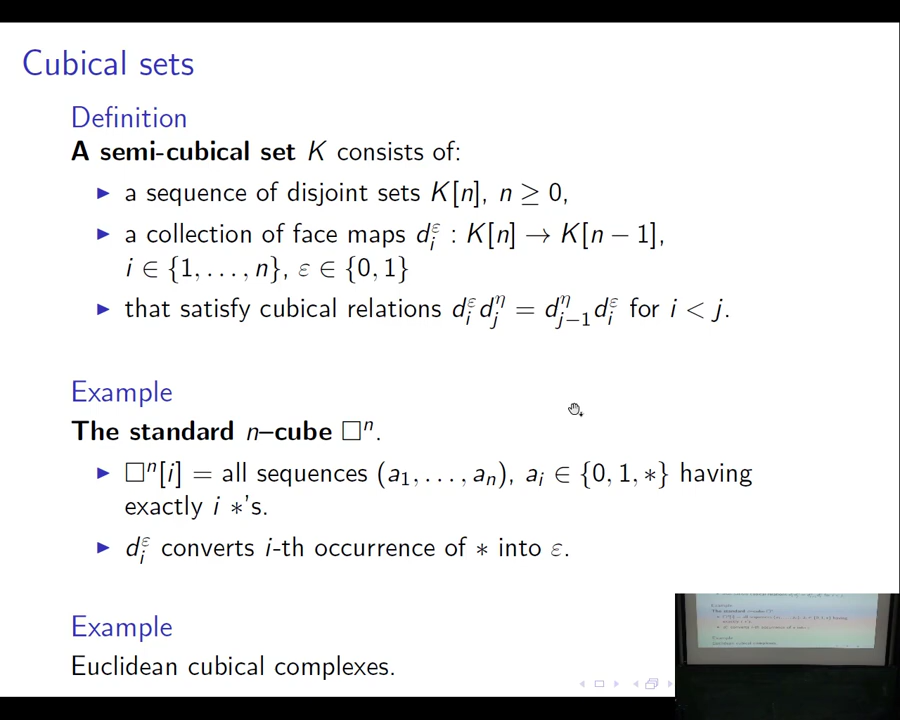 Cubical sets
Definition
A semi-cubical set K consists of:
▶ a sequence of disjoint sets K[n], n ≥ 0,
▶ a collection of face maps d_i^ε : K[n] → K[n − 1],
i ∈ {1, . . . , n}, ε ∈ {0, 1}
▶ that satisfy cubical relations d_i^ε d_j^η = d_{j−1}^η d_i^ε for i < j.
Example
The standard n–cube □^n.
▶ □^n[i] = all sequences (a_1, . . . , a_n), a_i ∈ {0, 1, ∗} having
exactly i ∗'s.
▶ d_i^ε converts i-th occurrence of ∗ into ε.
Example
Euclidean cubical complexes.